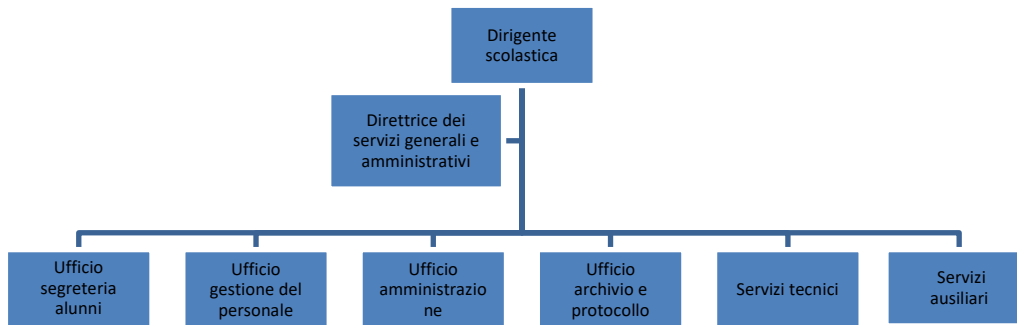 Dirigente
scolastica
Direttrice dei
servizi generali e
amministrativi
Ufficio
segreteria
alunni
Ufficio
gestione del
personale
Ufficio
amministrazio
ne
Ufficio
archivio e
protocollo
Servizi tecnici
Servizi
ausiliari